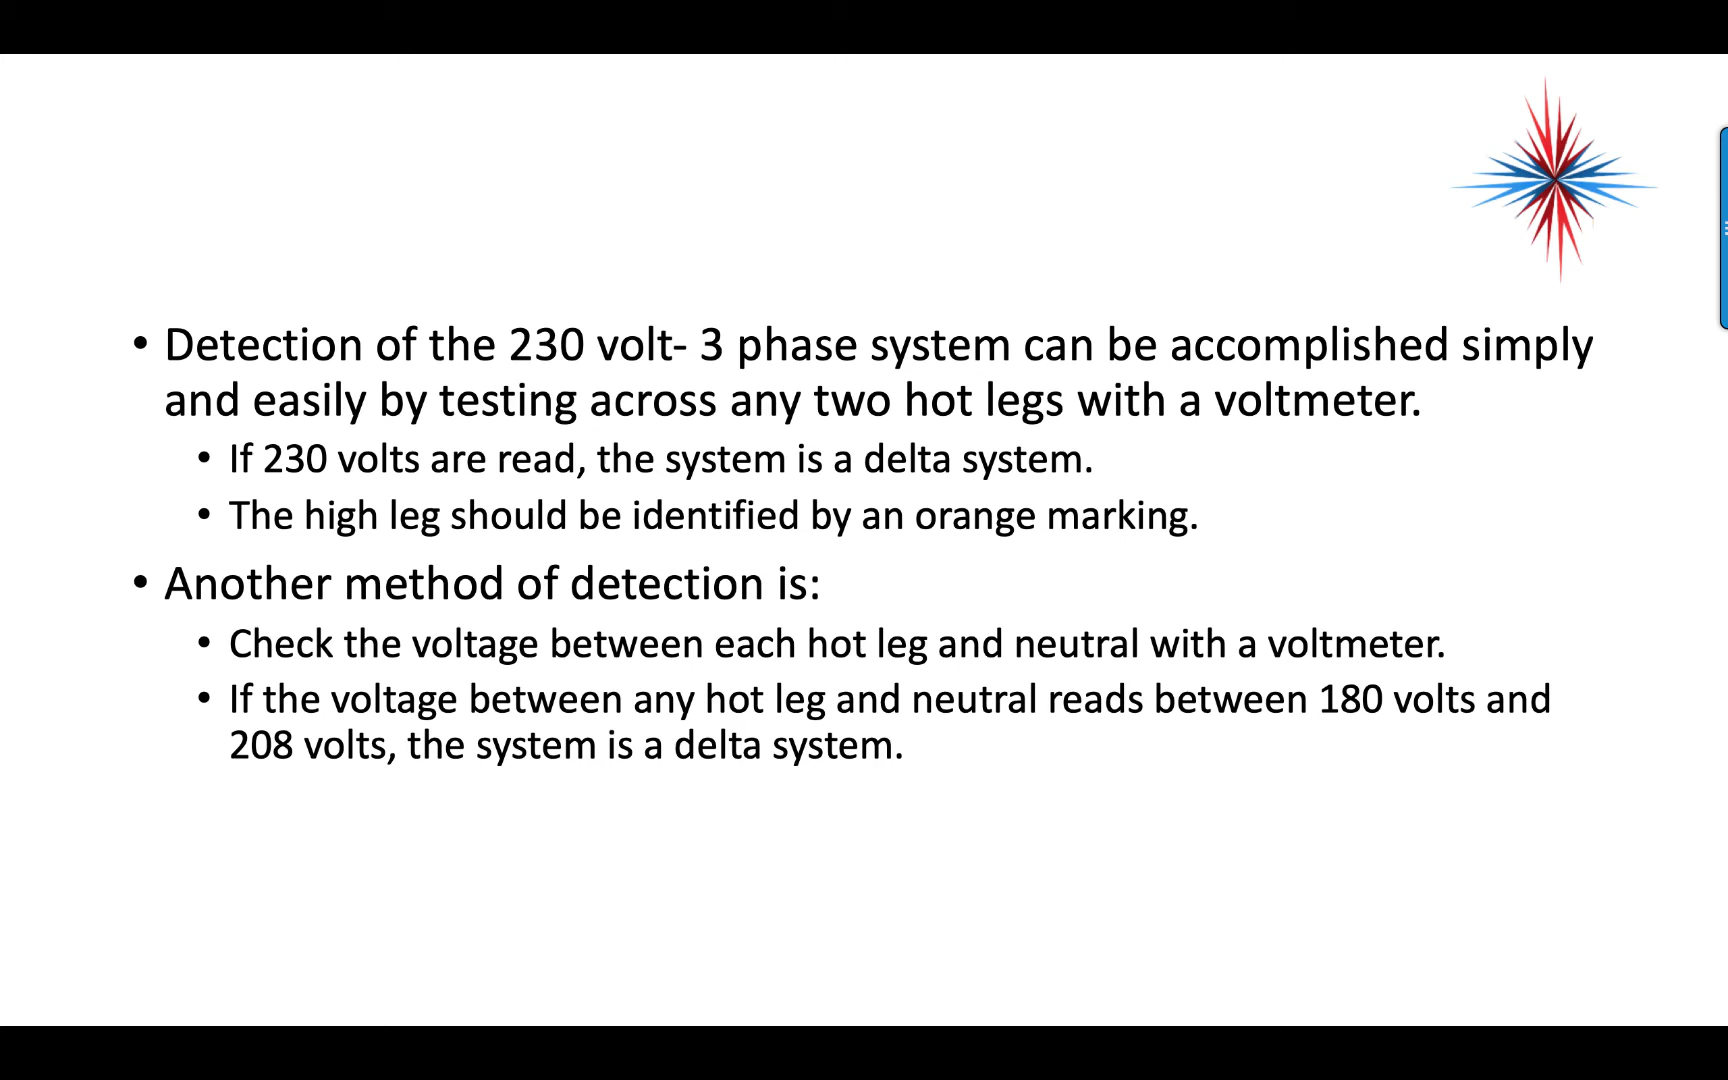 • Detection of the 230 volt- 3 phase system can be accomplished simply
and easily by testing across any two hot legs with a voltmeter.
• If 230 volts are read, the system is a delta system.
• The high leg should be identified by an orange marking.
• Another method of detection is:
• Check the voltage between each hot leg and neutral with a voltmeter.
• If the voltage between any hot leg and neutral reads between 180 volts and
208 volts, the system is a delta system.